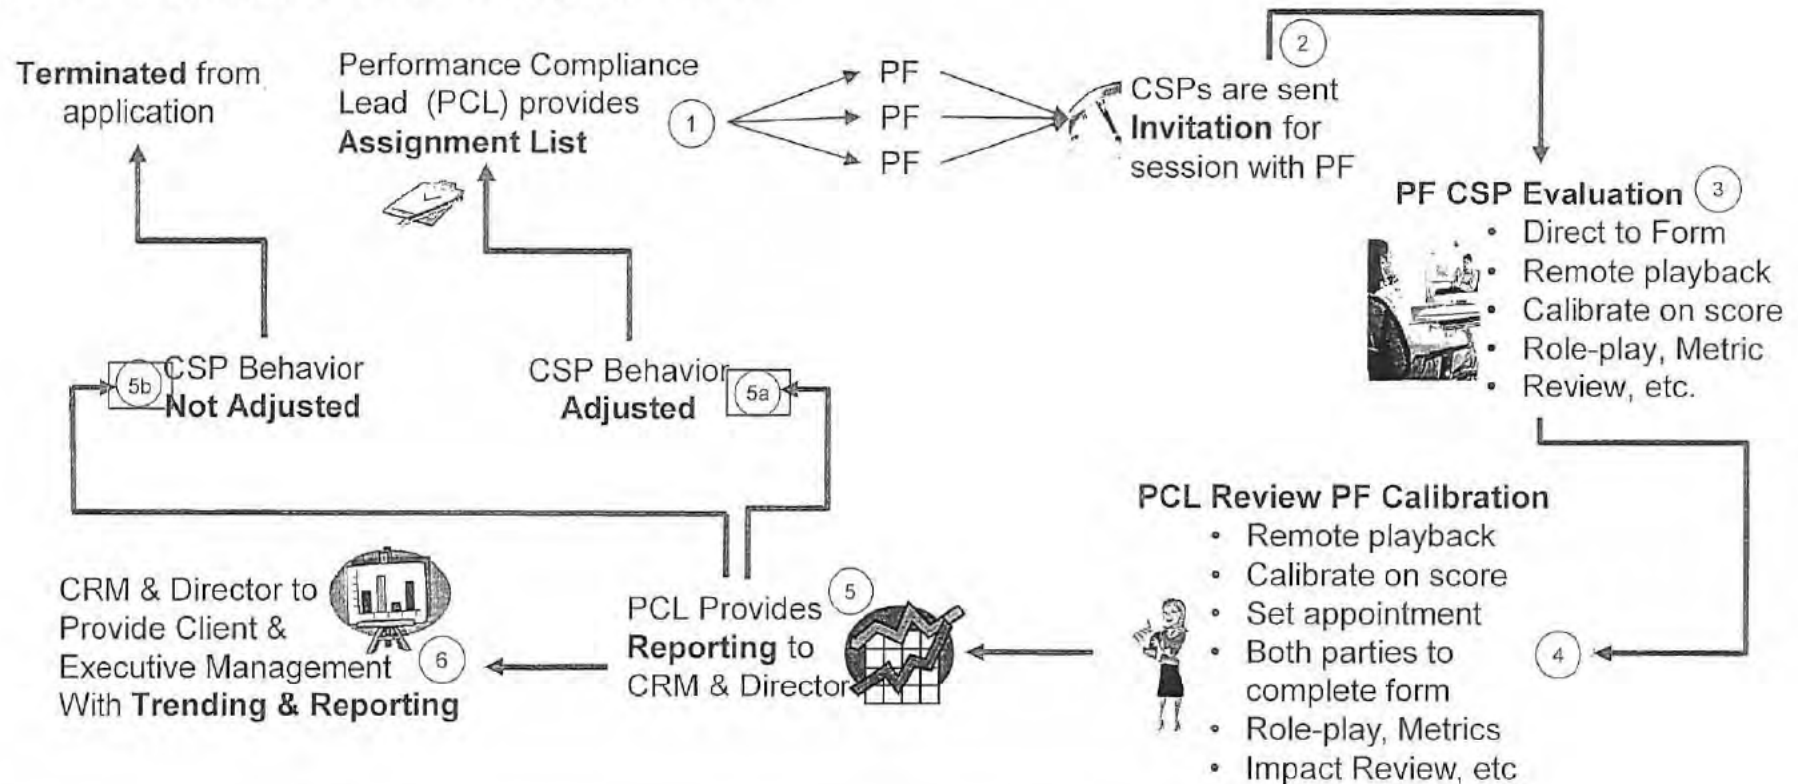 Terminated from
application
Performance Compliance
Lead (PCL) provides
Assignment List
1
PF
PF
PF
2
CSPs are sent
Invitation for
session with PF
PF CSP Evaluation 3
• Direct to Form
• Remote playback
• Calibrate on score
• Role-play, Metric
• Review, etc.
5b
CSP Behavior
Not Adjusted
CSP Behavior
Adjusted
5a
PCL Review PF Calibration
• Remote playback
• Calibrate on score
• Set appointment
• Both parties to
complete form
• Role-play, Metrics
• Impact Review, etc
4
5
PCL Provides
Reporting to
CRM & Director
CRM & Director to
Provide Client &
Executive Management
With Trending & Reporting
6